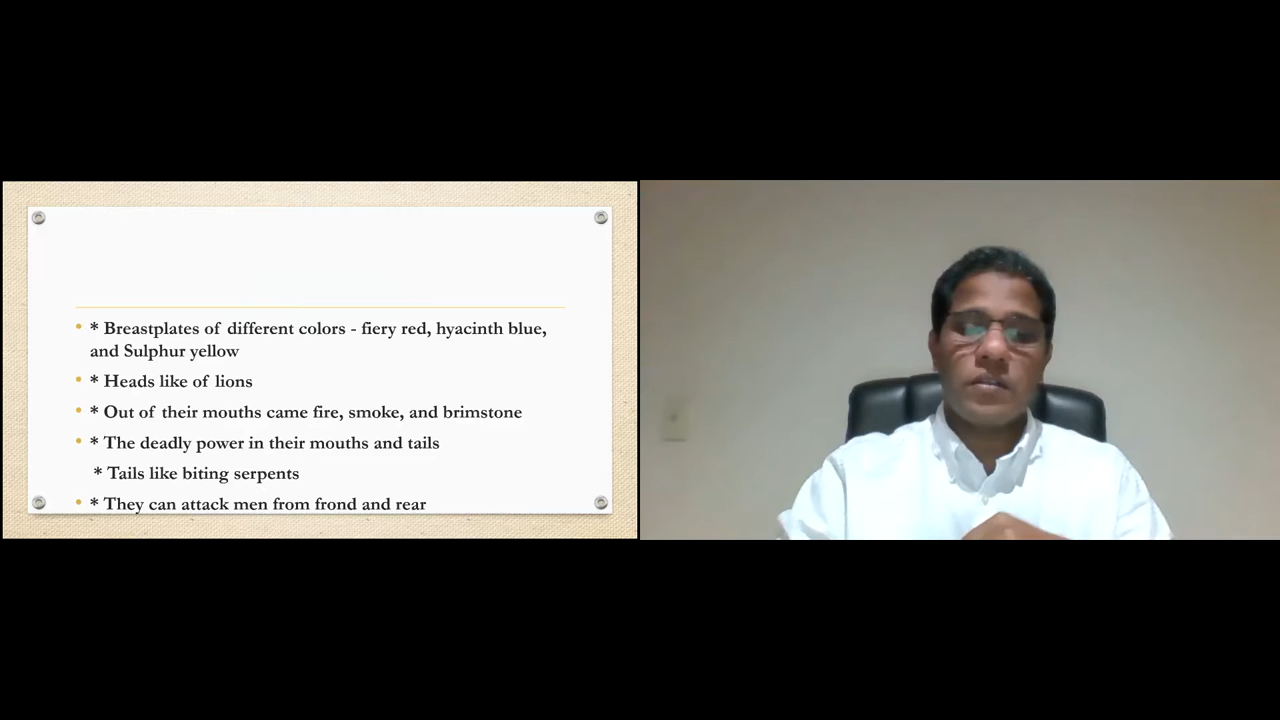 * Breastplates of different colors - fiery red, hyacinth blue,
and Sulphur yellow
* Heads like of lions
* Out of their mouths came fire, smoke, and brimstone
* The deadly power in their mouths and tails
* Tails like biting serpents
* They can attack men from frond and rear